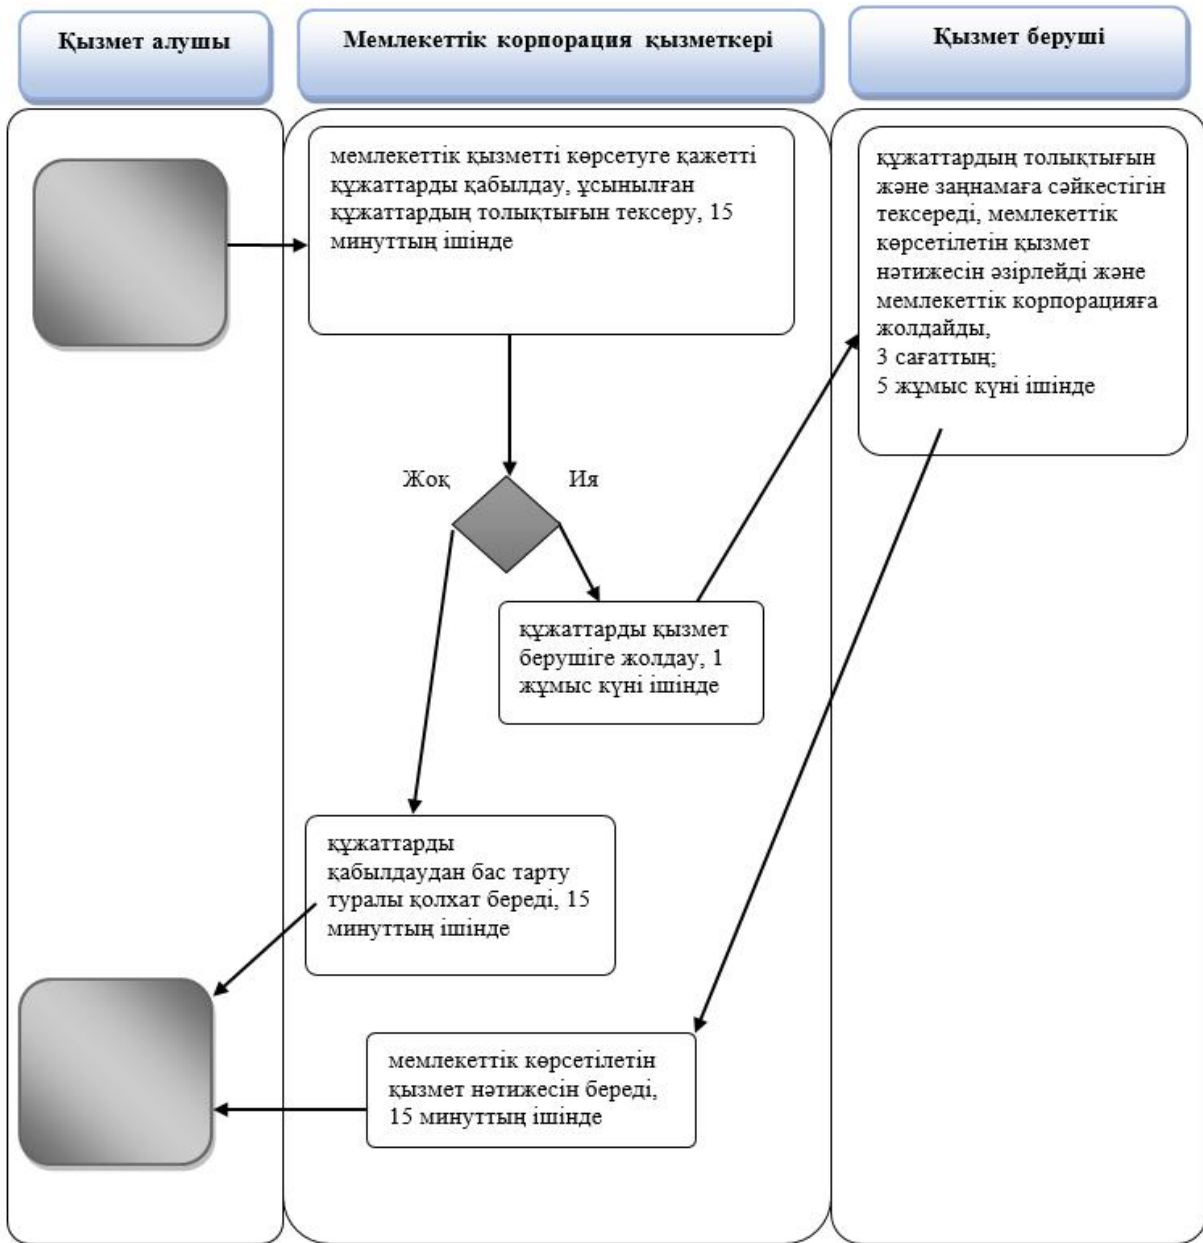 Қызмет алушы
Мемлекеттік корпорация қызметкері
Қызмет беруші
мемлекеттік қызметті көрсетуге қажетті
құжаттарды қабылдау, ұсынылған
құжаттардың толықтығын тексеру, 15
минуттың ішінде
құжаттардың толықтығын
және заңнамаға сәйкестігін
тексереді, мемлекеттік
көрсетілетін қызмет
нәтижесін әзірлейді және
мемлекеттік корпорацияға
жолдайды,
3 сағаттың;
5 жұмыс күні ішінде
Жоқ
Ия
құжаттарды қызмет
берушіге жолдау, 1
жұмыс күні ішінде
құжаттарды
қабылдаудан бас тарту
туралы қолхат береді, 15
минуттың ішінде
мемлекеттік көрсетілетін
қызмет нәтижесін береді,
15 минуттың ішінде